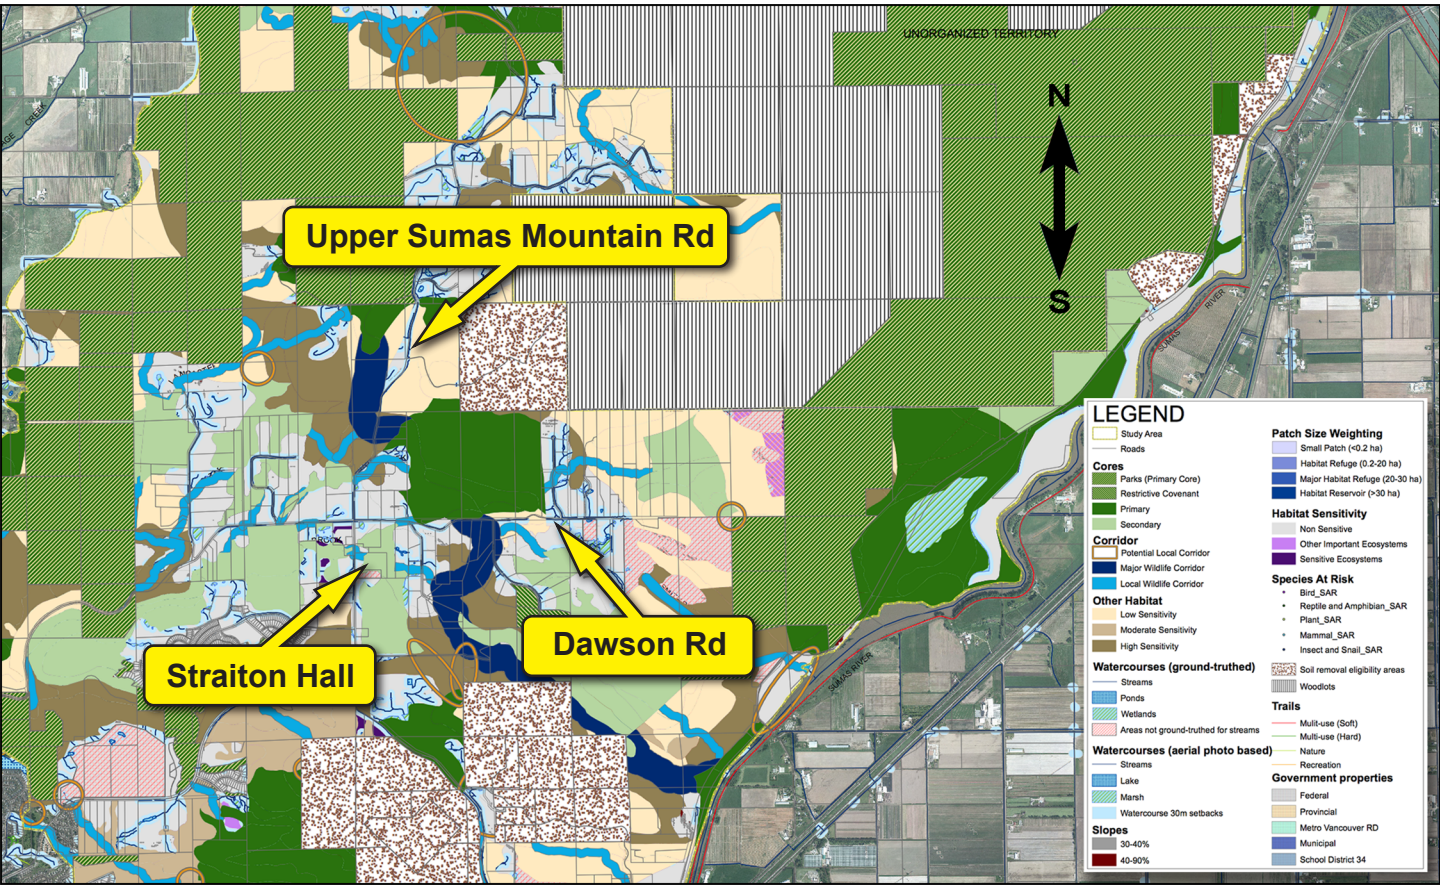 UNORGANIZED TERRITORY
CREEK
N
S
Upper Sumas Mountain Rd
SUMAS RIVER
Straiton Hall
Dawson Rd
SUMAS RIVER
LEGEND
Study Area
Roads
Cores
Parks (Primary Core)
Restrictive Covenant
Primary
Secondary
Corridor
Potential Local Corridor
Major Wildlife Corridor
Local Wildlife Corridor
Other Habitat
Low Sensitivity
Moderate Sensitivity
High Sensitivity
Watercourses (ground-truthed)
Streams
Ponds
Wetlands
Areas not ground-truthed for streams
Watercourses (aerial photo based)
Streams
Lake
Marsh
Watercourse 30m setbacks
Slopes
30-40%
40-90%
Patch Size Weighting
Small Patch (<0.2 ha)
Habitat Refuge (0.2-20 ha)
Major Habitat Refuge (20-30 ha)
Habitat Reservoir (>30 ha)
Habitat Sensitivity
Non Sensitive
Other Important Ecosystems
Sensitive Ecosystems
Species At Risk
Bird_SAR
Reptile and Amphibian_SAR
Plant_SAR
Mammal_SAR
Insect and Snail_SAR
Soil removal eligibility areas
Woodlots
Trails
Mulit-use (Soft)
Multi-use (Hard)
Nature
Recreation
Government properties
Federal
Provincial
Metro Vancouver RD
Municipal
School District 34